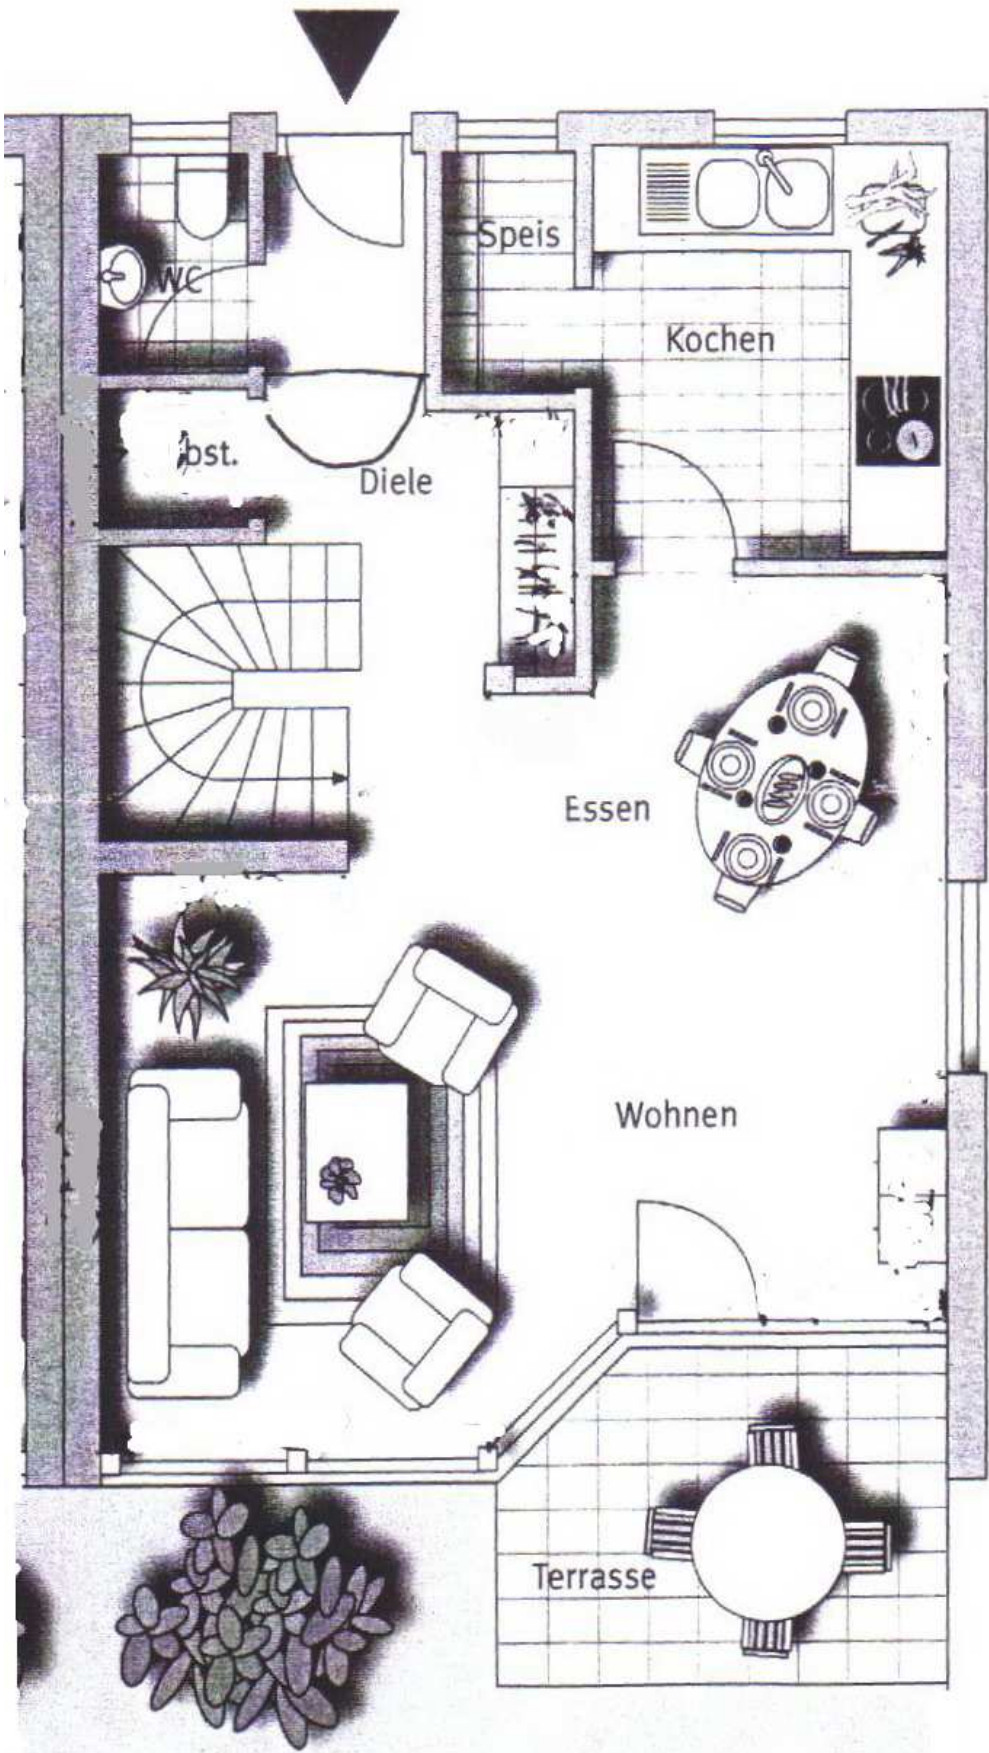 Speis
WC
Kochen
bst.
Diele
Essen
Wohnen
Terrasse